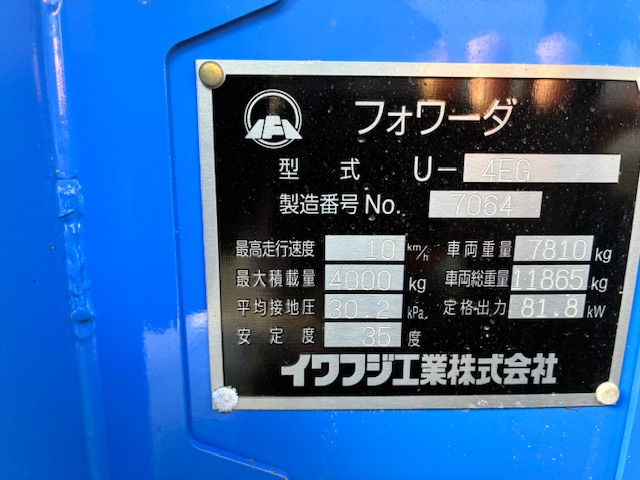 フォワーダ
型式 U-4EG
製造番号No. 7064
最高走行速度 10 km/h 車両重量 7810 kg
最大積載量 4000 kg 車両総重量 11865 kg
平均接地圧 30.2 kPa. 定格出力 81.8 kW
安定度 35 度
イワフジ工業株式会社